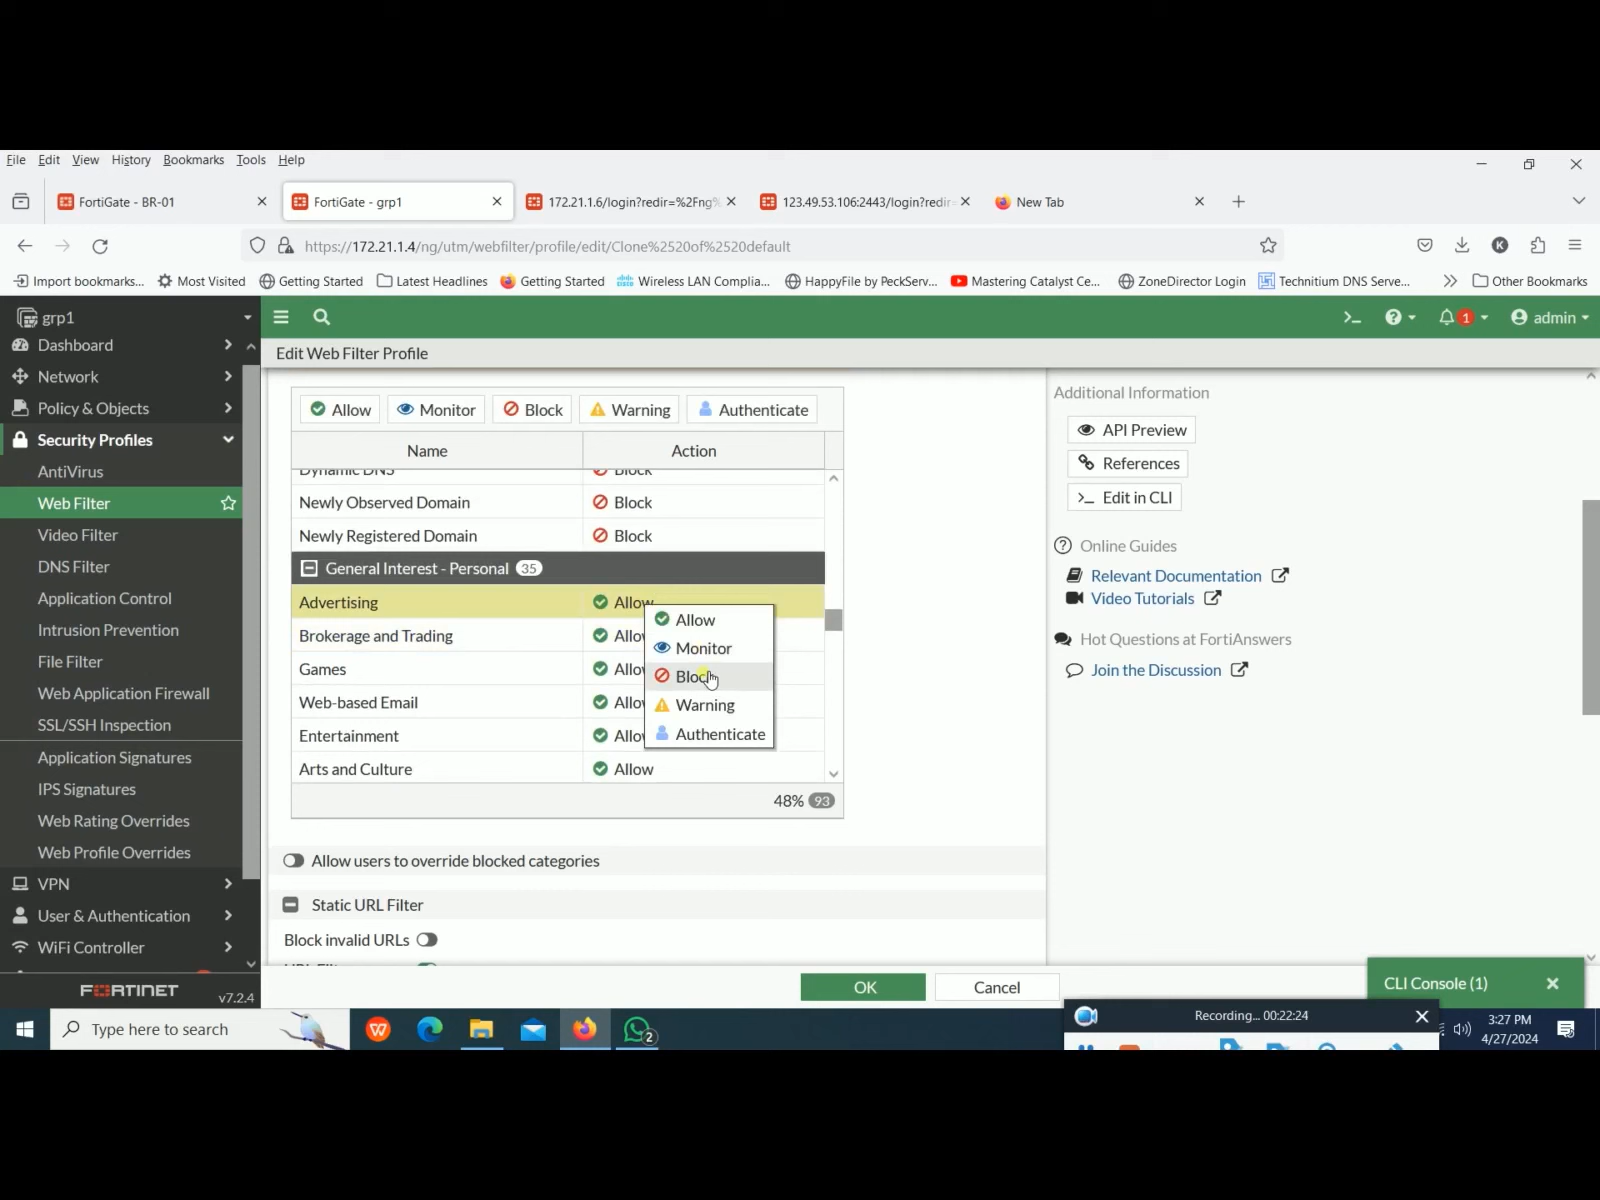 File Edit View History Bookmarks Tools Help
FortiGate - BR-01
FortiGate - grp1
172.21.1.6/login?redir=%2Fng%
123.49.53.106:2443/login?redir=
New Tab
https://172.21.1.4/ng/utm/webfilter/profile/edit/Clone%2520of%2520default
K
Import bookmarks...
Most Visited
Getting Started
Latest Headlines
Getting Started
Wireless LAN Complia...
HappyFile by PeckServ...
Mastering Catalyst Ce...
ZoneDirector Login
Technitium DNS Serve...
Other Bookmarks
grp1
1
admin
Dashboard
Network
Policy & Objects
Security Profiles
AntiVirus
Web Filter
Video Filter
DNS Filter
Application Control
Intrusion Prevention
File Filter
Web Application Firewall
SSL/SSH Inspection
Application Signatures
IPS Signatures
Web Rating Overrides
Web Profile Overrides
VPN
User & Authentication
WiFi Controller
FORTINET
v7.2.4
Edit Web Filter Profile
Allow Monitor Block Warning Authenticate
Name Action
Dynamic DNS Block
Newly Observed Domain Block
Newly Registered Domain Block
General Interest - Personal 35
Advertising Allow
Brokerage and Trading Allow
Games Allow
Web-based Email Allow
Entertainment Allow
Arts and Culture Allow
Allow
Monitor
Block
Warning
Authenticate
48% 93
Allow users to override blocked categories
Static URL Filter
Block invalid URLs
OK Cancel
Additional Information
API Preview
References
Edit in CLI
Online Guides
Relevant Documentation
Video Tutorials
Hot Questions at FortiAnswers
Join the Discussion
CLI Console (1)
Recording... 00:22:24
Type here to search
W
2
3:27 PM
4/27/2024